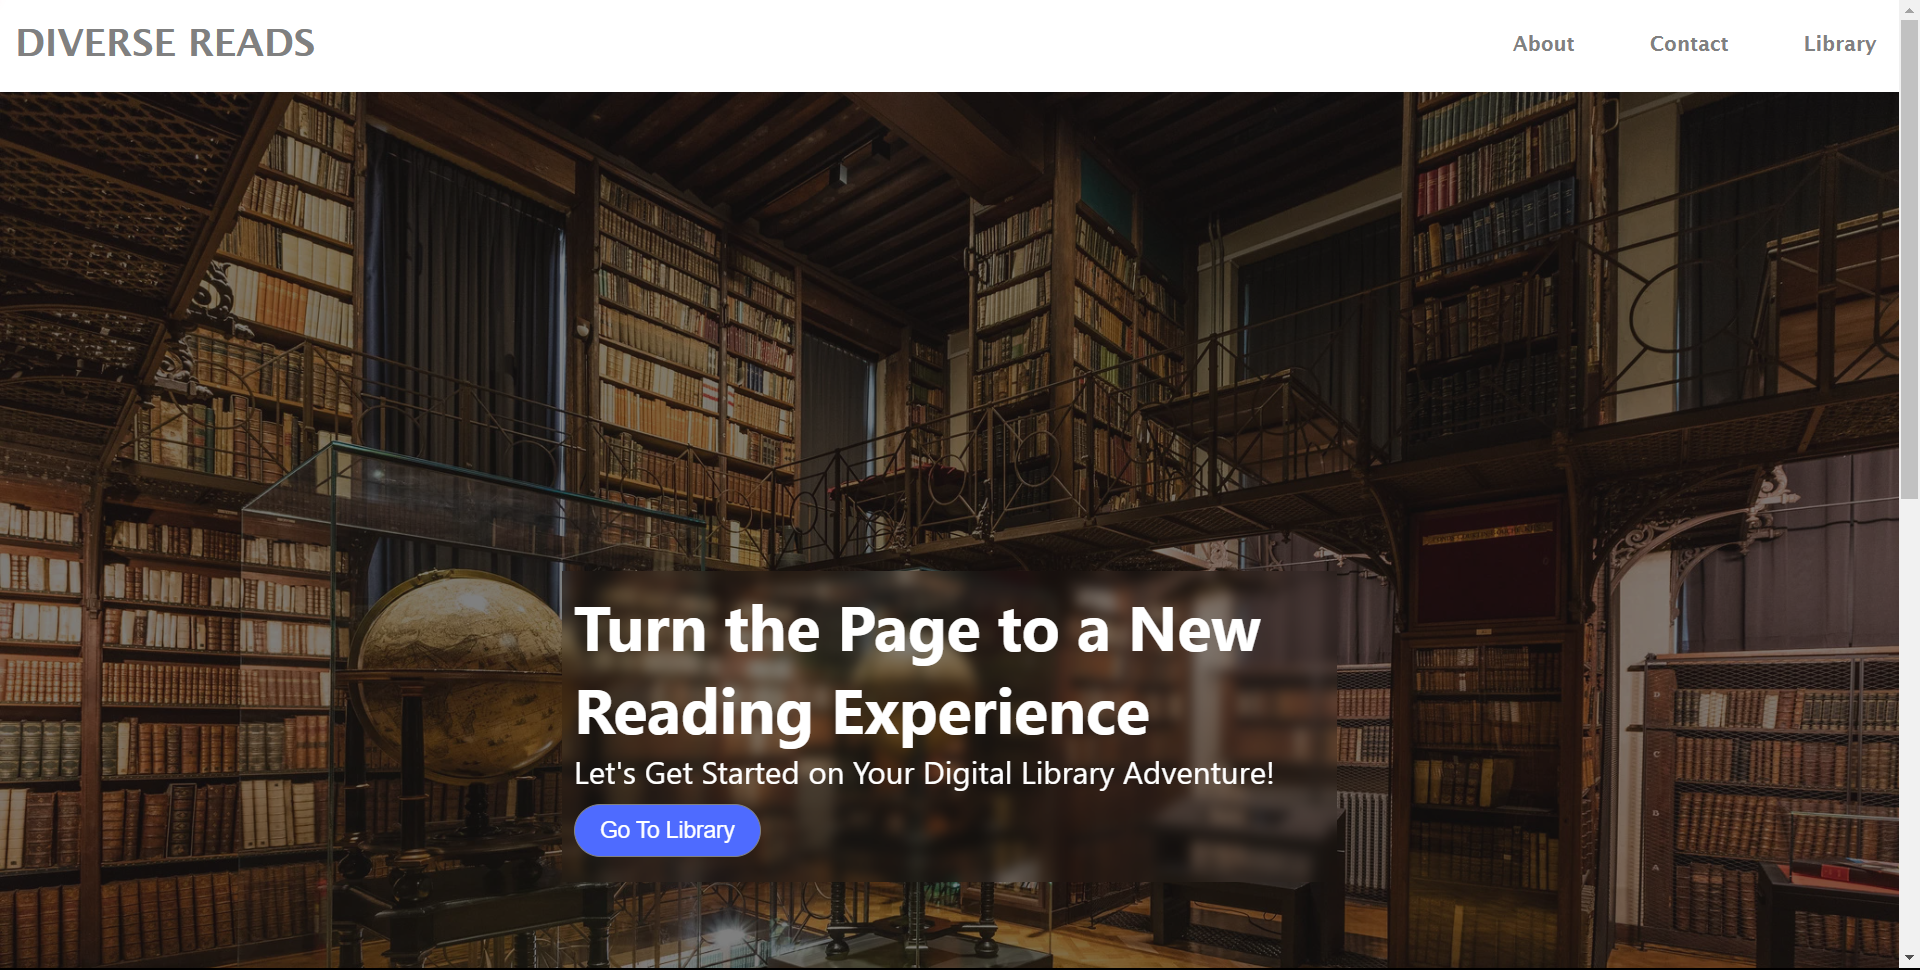 DIVERSE READS
About Contact Library
Turn the Page to a New
Reading Experience
Let's Get Started on Your Digital Library Adventure!
Go To Library